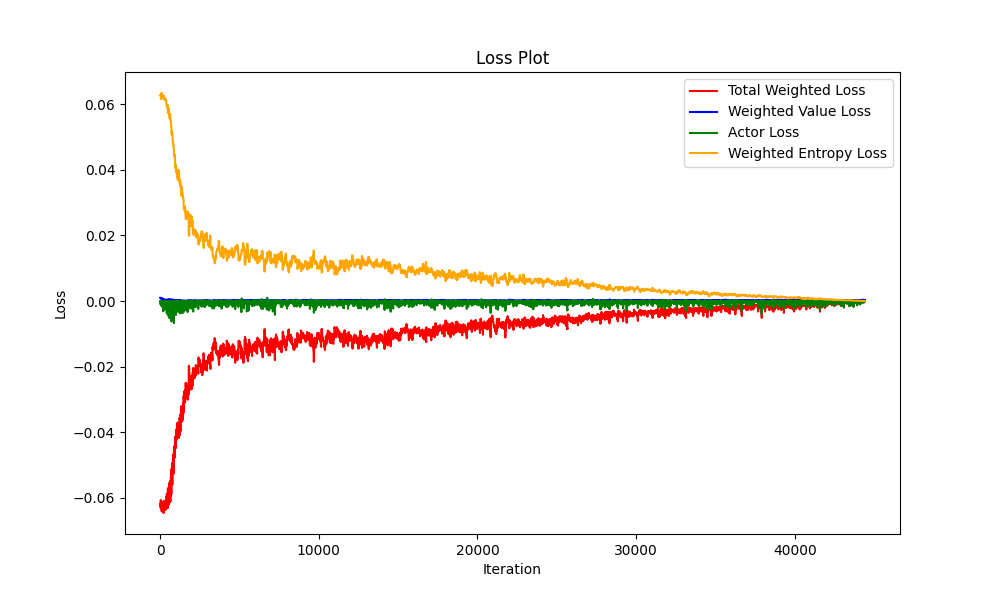 Loss Plot
Total Weighted Loss
Weighted Value Loss
Actor Loss
Weighted Entropy Loss
0.06
0.04
0.02
0.00
−0.02
−0.04
−0.06
Loss
0
10000
20000
30000
40000
Iteration